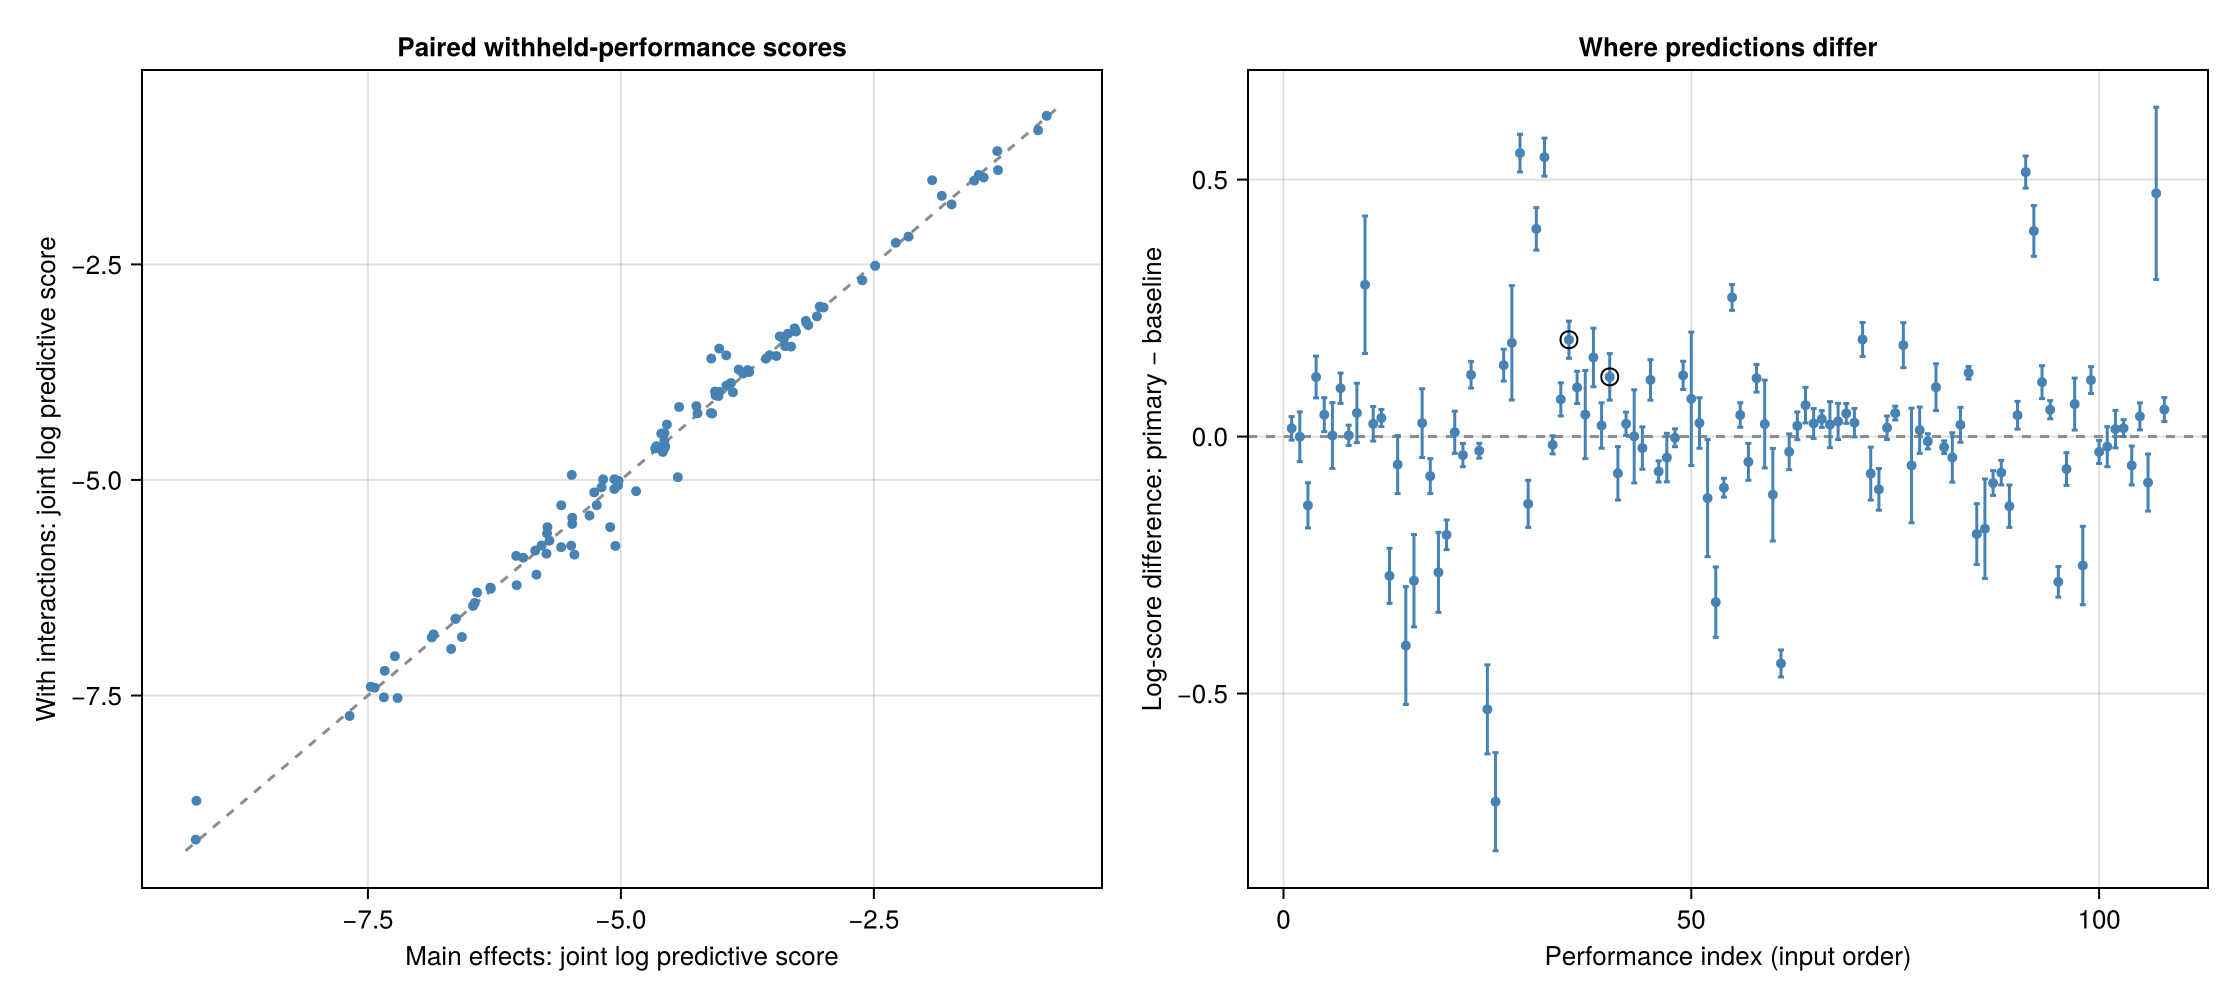 Paired withheld-performance scores
With interactions: joint log predictive score
−2.5
−5.0
−7.5
−7.5
−5.0
−2.5
Main effects: joint log predictive score
Where predictions differ
Log-score difference: primary − baseline
0.5
0.0
−0.5
0
50
100
Performance index (input order)